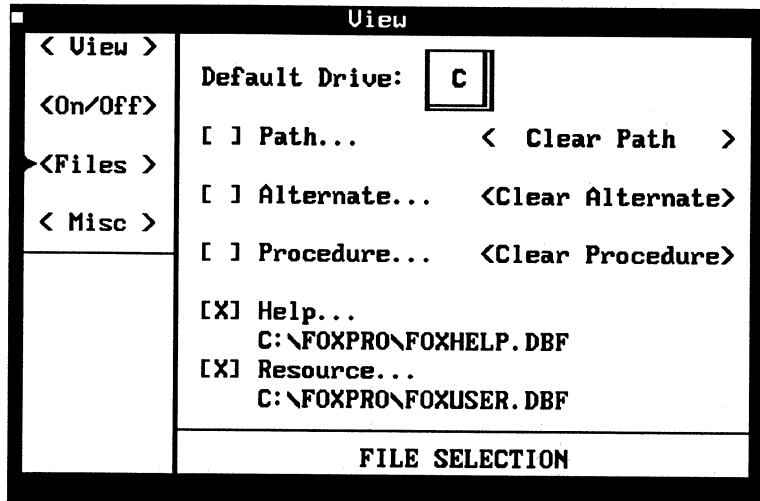 View
< View >
<On/Off>
<Files >
< Misc >
Default Drive: C
[ ] Path... < Clear Path >
[ ] Alternate... <Clear Alternate>
[ ] Procedure... <Clear Procedure>
[X] Help...
C:\FOXPRO\FOXHELP.DBF
[X] Resource...
C:\FOXPRO\FOXUSER.DBF
FILE SELECTION